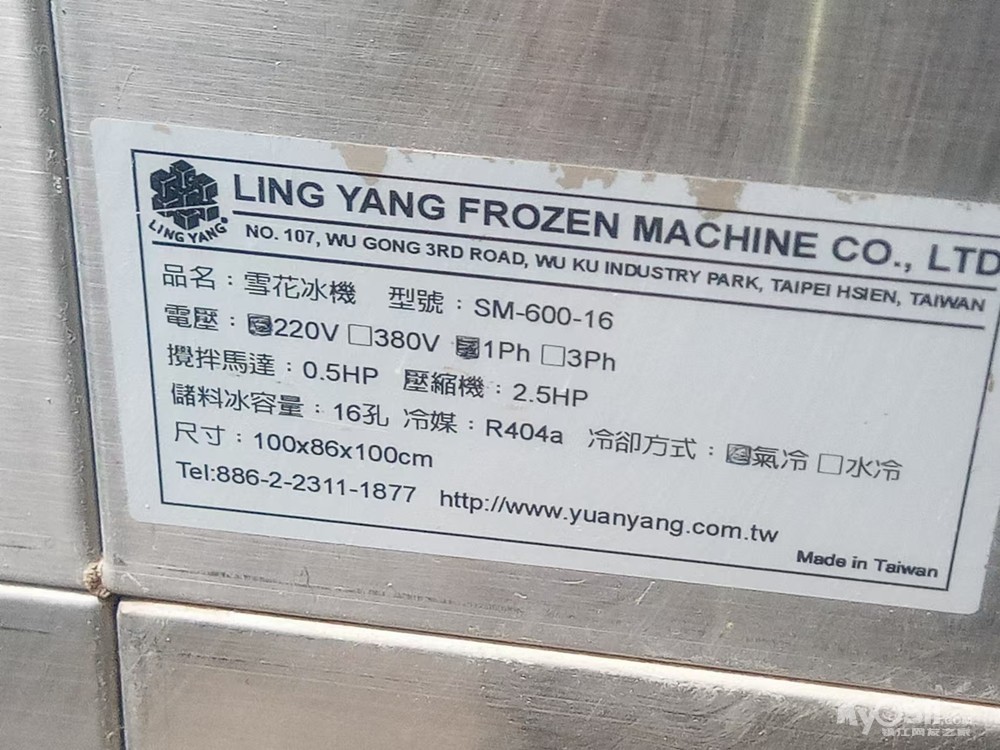 LING YANG FROZEN MACHINE CO., LTD
LING YANG®
NO. 107, WU GONG 3RD ROAD, WU KU INDUSTRY PARK, TAIPEI HSIEN, TAIWAN
品名：雪花冰機 型號：SM-600-16
電壓：☑220V □380V ☑1Ph □3Ph
攪拌馬達：0.5HP 壓縮機：2.5HP
儲料冰容量：16孔 冷媒：R404a 冷卻方式：☑氣冷 □水冷
尺寸：100x86x100cm
Tel:886-2-2311-1877 http://www.yuanyang.com.tw
Made in Taiwan